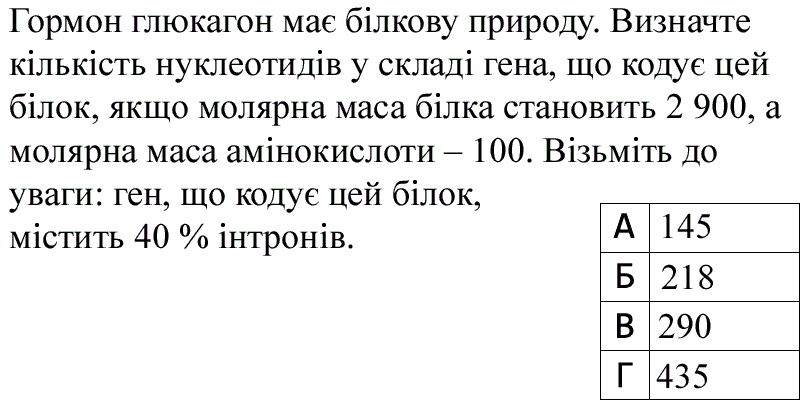 Гормон глюкагон має білкову природу. Визначте
кількість нуклеотидів у складі гена, що кодує цей
білок, якщо молярна маса білка становить 2 900, а
молярна маса амінокислоти – 100. Візьміть до
уваги: ген, що кодує цей білок,
містить 40 % інтронів.
А 145
Б 218
В 290
Г 435